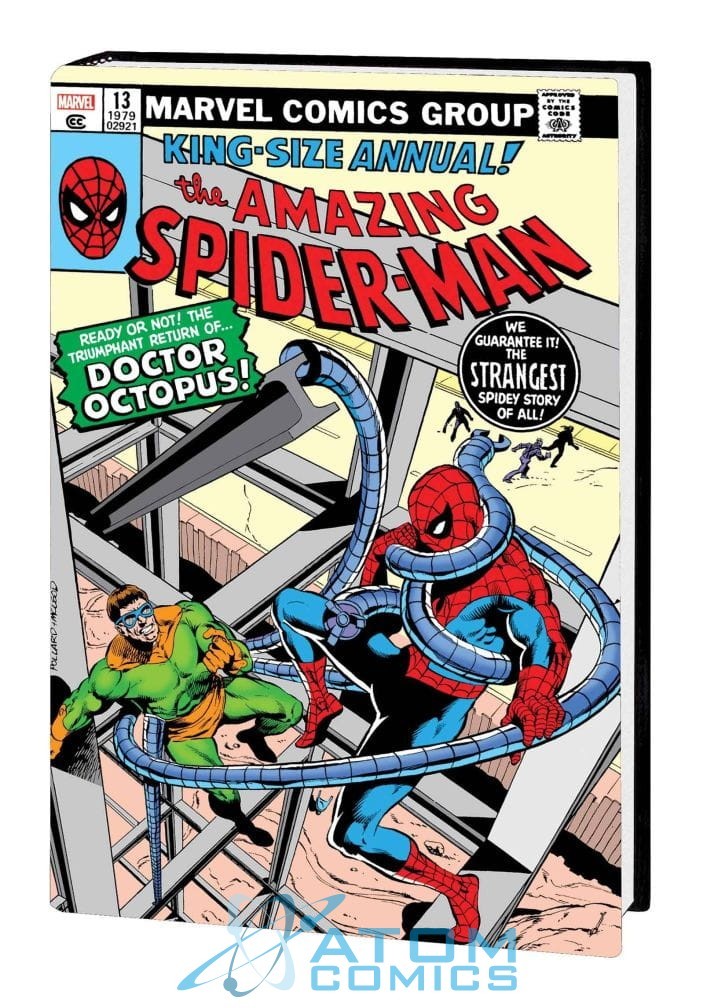 MARVEL
CC
13
1979
02921
MARVEL COMICS GROUP
APPROVED
BY THE
COMICS
CODE
AUTHORITY
KING-SIZE ANNUAL!
the AMAZING
SPIDER-MAN
READY OR NOT! THE
TRIUMPHANT RETURN OF...
DOCTOR
OCTOPUS!
WE
GUARANTEE IT!
THE
STRANGEST
SPIDEY STORY
OF ALL!
POLLARD + MCLEOD
ATOM
COMICS